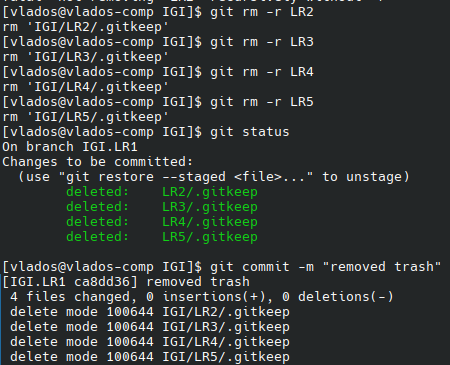 [vlados@vlados-comp IGI]$ git rm -r LR2
rm 'IGI/LR2/.gitkeep'
[vlados@vlados-comp IGI]$ git rm -r LR3
rm 'IGI/LR3/.gitkeep'
[vlados@vlados-comp IGI]$ git rm -r LR4
rm 'IGI/LR4/.gitkeep'
[vlados@vlados-comp IGI]$ git rm -r LR5
rm 'IGI/LR5/.gitkeep'
[vlados@vlados-comp IGI]$ git status
On branch IGI.LR1
Changes to be committed:
  (use "git restore --staged <file>..." to unstage)
        deleted:    LR2/.gitkeep
        deleted:    LR3/.gitkeep
        deleted:    LR4/.gitkeep
        deleted:    LR5/.gitkeep

[vlados@vlados-comp IGI]$ git commit -m "removed trash"
[IGI.LR1 ca8dd36] removed trash
 4 files changed, 0 insertions(+), 0 deletions(-)
 delete mode 100644 IGI/LR2/.gitkeep
 delete mode 100644 IGI/LR3/.gitkeep
 delete mode 100644 IGI/LR4/.gitkeep
 delete mode 100644 IGI/LR5/.gitkeep